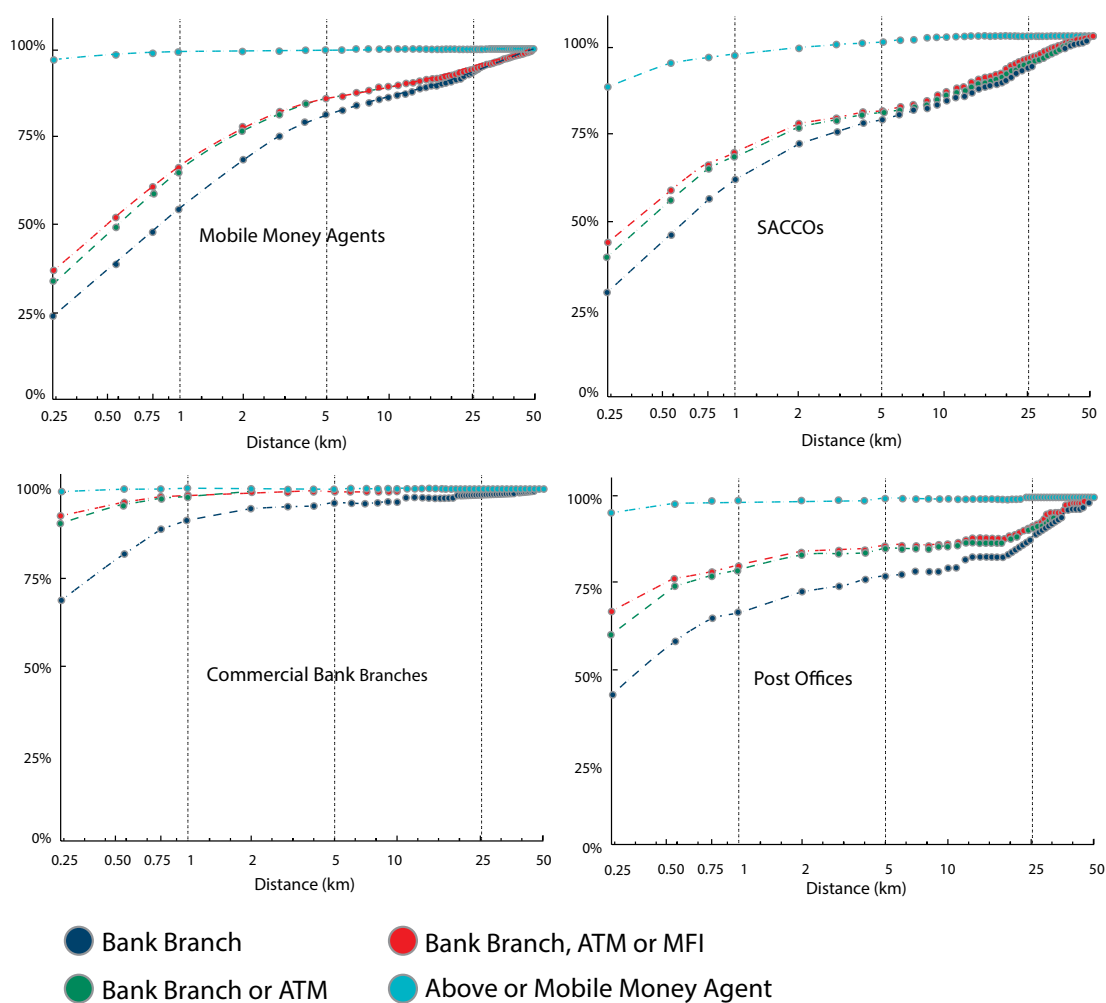 100%
75%
50%
25%
0%
Mobile Money Agents
0.25 0.50 0.75 1 2 5 10 25 50
Distance (km)
100%
75%
50%
25%
0%
SACCOs
0.25 0.50 0.75 1 2 5 10 25 50
Distance (km)
100%
75%
50%
25%
0%
Commercial Bank Branches
0.25 0.50 0.75 1 2 5 10 25 50
Distance (km)
100%
75%
50%
25%
0%
Post Offices
0.25 0.50 0.75 1 2 5 10 25 50
Distance (km)
Bank Branch
Bank Branch, ATM or MFI
Bank Branch or ATM
Above or Mobile Money Agent